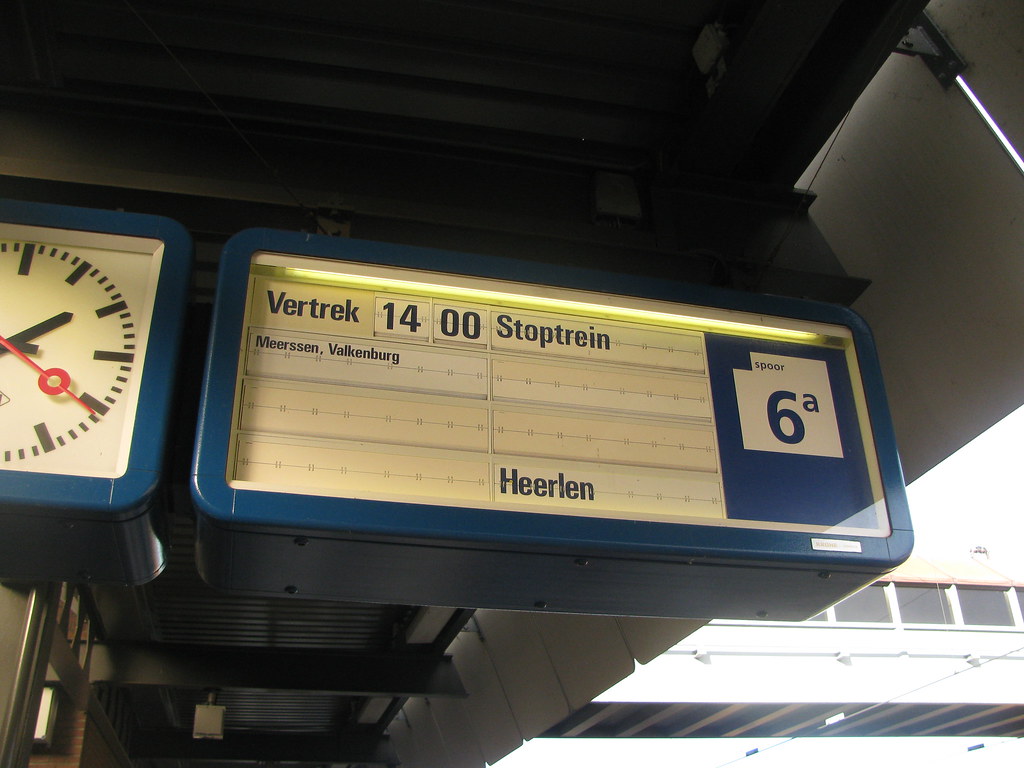 Vertrek 14 00 Stoptrein
Meerssen, Valkenburg
Heerlen
spoor
6a